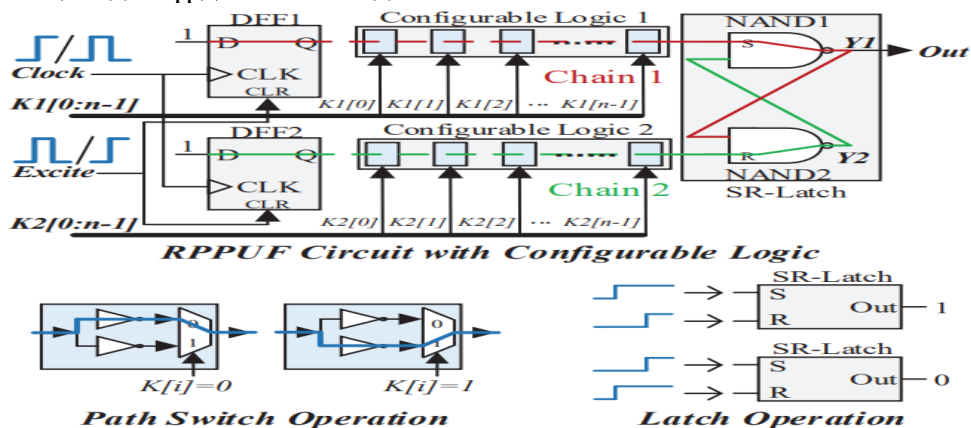 DFF1
Configurable Logic 1
NAND1
1 D Q
S Y1 Out
Clock
CLK
Chain 1
CLR
K1[0:n-1]
K1[0] K1[1] K1[2] ... K1[n-1]
DFF2
Configurable Logic 2
1 D Q
R Y2
Excite
CLK
Chain 2
NAND2
CLR
SR-Latch
K2[0:n-1]
K2[0] K2[1] K2[2] ... K2[n-1]
RPPUF Circuit with Configurable Logic
SR-Latch
0
1
K[i]=0
0
1
K[i]=1
S
R
Out 1
SR-Latch
S
R
Out 0
Path Switch Operation
Latch Operation